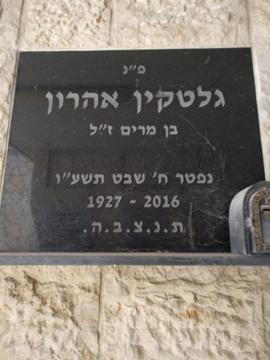 פ"נ
גלטקין אהרון
בן מרים ז"ל
נפטר ח' שבט תשע"ו
1927 - 2016
ת.נ.צ.ב.ה.